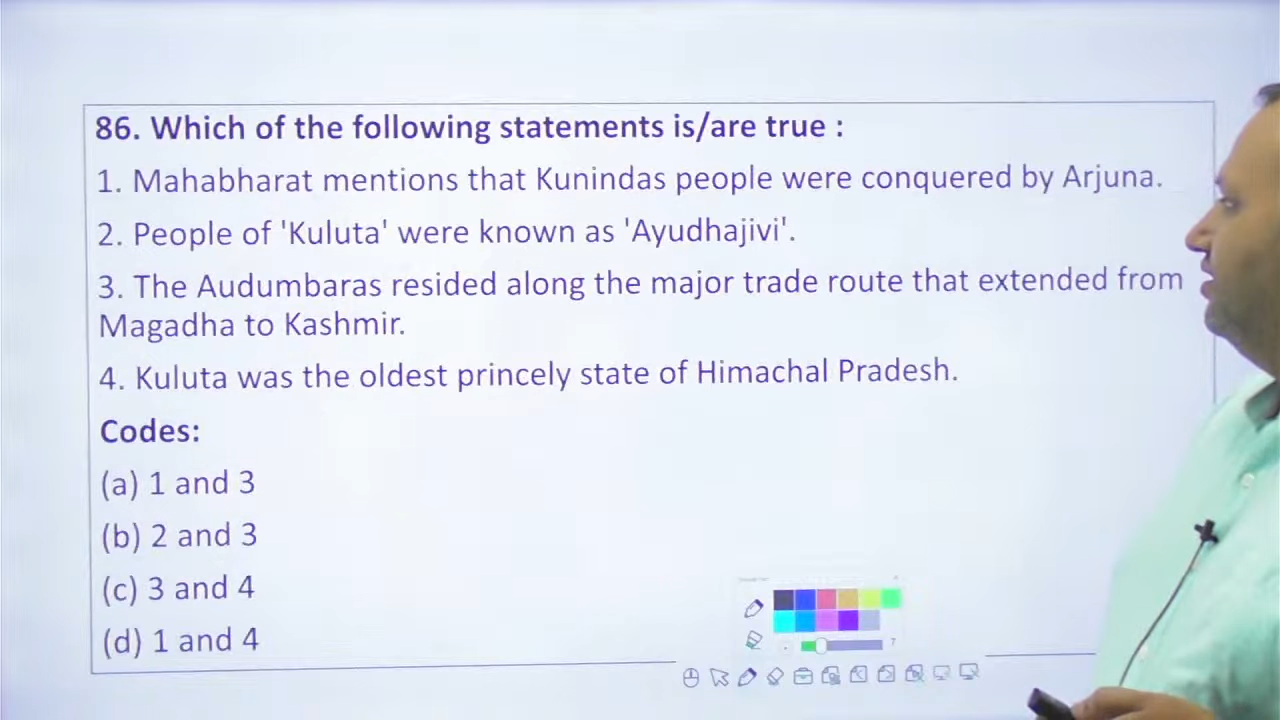 86. Which of the following statements is/are true :
1. Mahabharat mentions that Kunindas people were conquered by Arjuna.
2. People of 'Kuluta' were known as 'Ayudhajivi'.
3. The Audumbaras resided along the major trade route that extended from
Magadha to Kashmir.
4. Kuluta was the oldest princely state of Himachal Pradesh.
Codes:
(a) 1 and 3
(b) 2 and 3
(c) 3 and 4
(d) 1 and 4
7